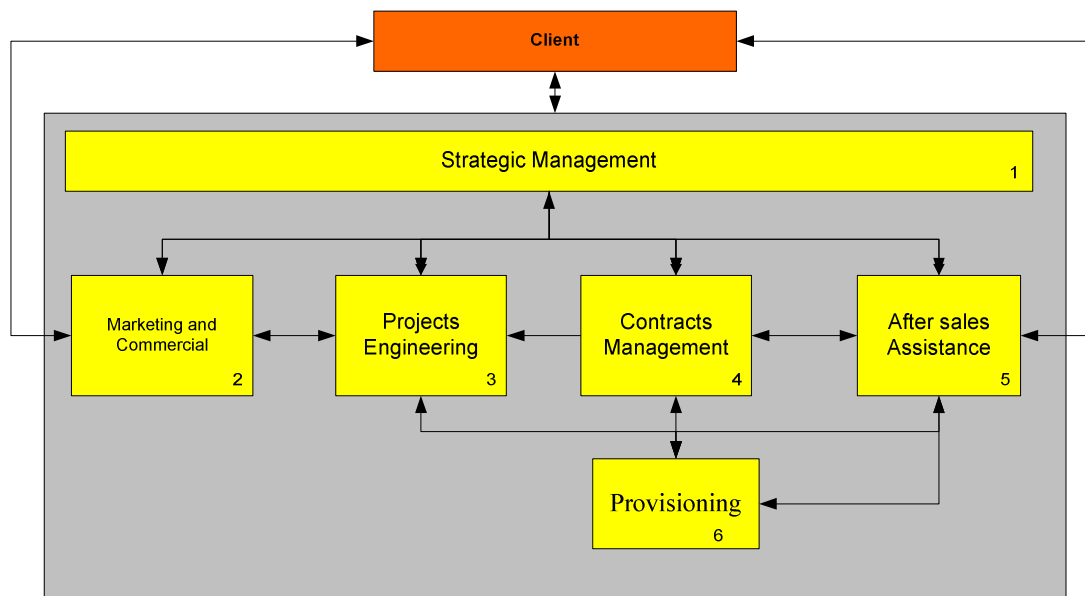 Client
Strategic Management
1
Marketing and
Commercial
2
Projects
Engineering
3
Contracts
Management
4
After sales
Assistance
5
Provisioning
6